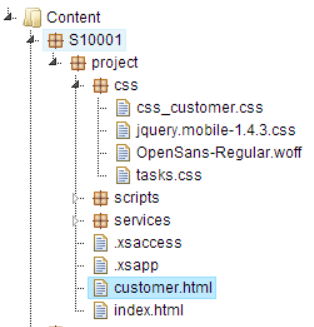 Content
S10001
project
css
css_customer.css
jquery.mobile-1.4.3.css
OpenSans-Regular.woff
tasks.css
scripts
services
.xsaccess
.xsapp
customer.html
index.html